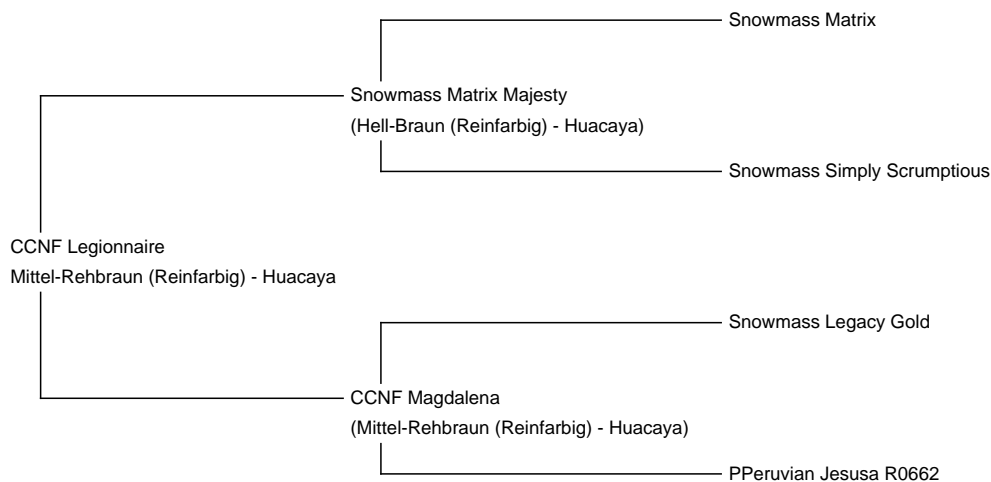 Snowmass Matrix
Snowmass Matrix Majesty
(Hell-Braun (Reinfarbig) - Huacaya)
Snowmass Simply Scrumptious
CCNF Legionnaire
Mittel-Rehbraun (Reinfarbig) - Huacaya
Snowmass Legacy Gold
CCNF Magdalena
(Mittel-Rehbraun (Reinfarbig) - Huacaya)
PPeruvian Jesusa R0662